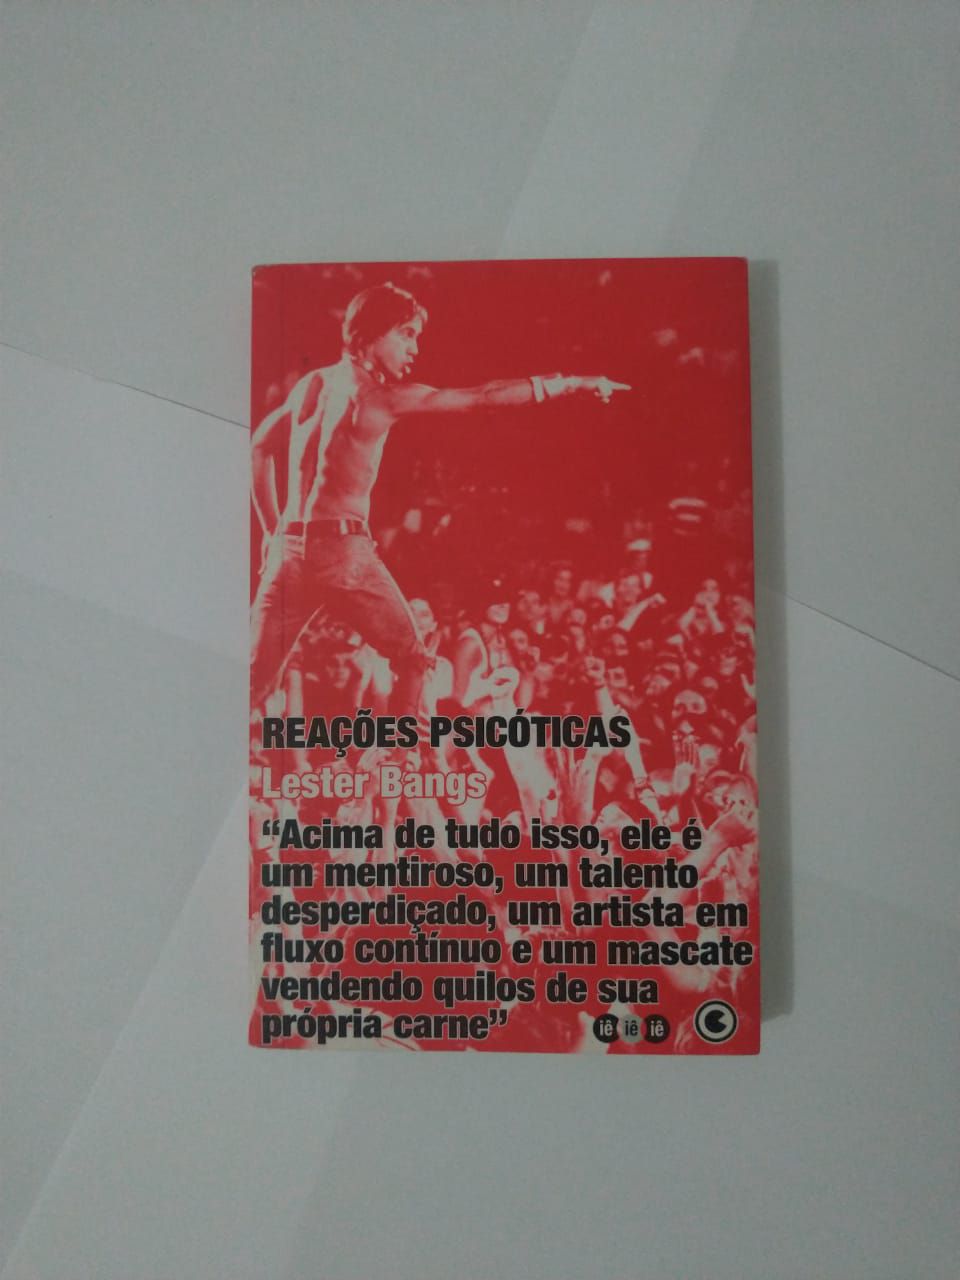 REAÇÕES PSICÓTICAS
Lester Bangs
“Acima de tudo isso, ele é
um mentiroso, um talento
desperdiçado, um artista em
fluxo contínuo e um mascate
vendendo quilos de sua
própria carne”
iê iê iê